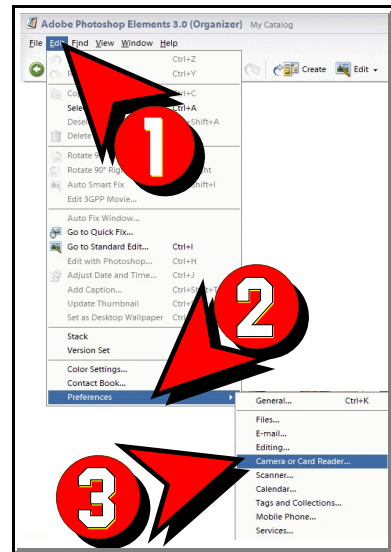 Adobe Photoshop Elements 3.0 (Organizer) My Catalog
File Edit Find View Window Help
Ctrl+Z
Ctrl+Y
Create Edit
Ctrl+C
Ctrl+A
Shift+A
Delete
Rotate
Rotate 90° Right
Auto Smart Fix
Edit 3GPP Movie...
Auto Fix Window...
Go to Quick Fix...
Go to Standard Edit... Ctrl+I
Edit with Photoshop... Ctrl+H
Adjust Date and Time... Ctrl+J
Add Caption...
Update Thumbnail
Set as Desktop Wallpaper
Stack
Version Set
Color Settings...
Contact Book...
Preferences
General... Ctrl+K
Files...
E-mail...
Editing...
Camera or Card Reader...
Scanner...
Calendar...
Tags and Collections...
Mobile Phone...
Services...
1
2
3